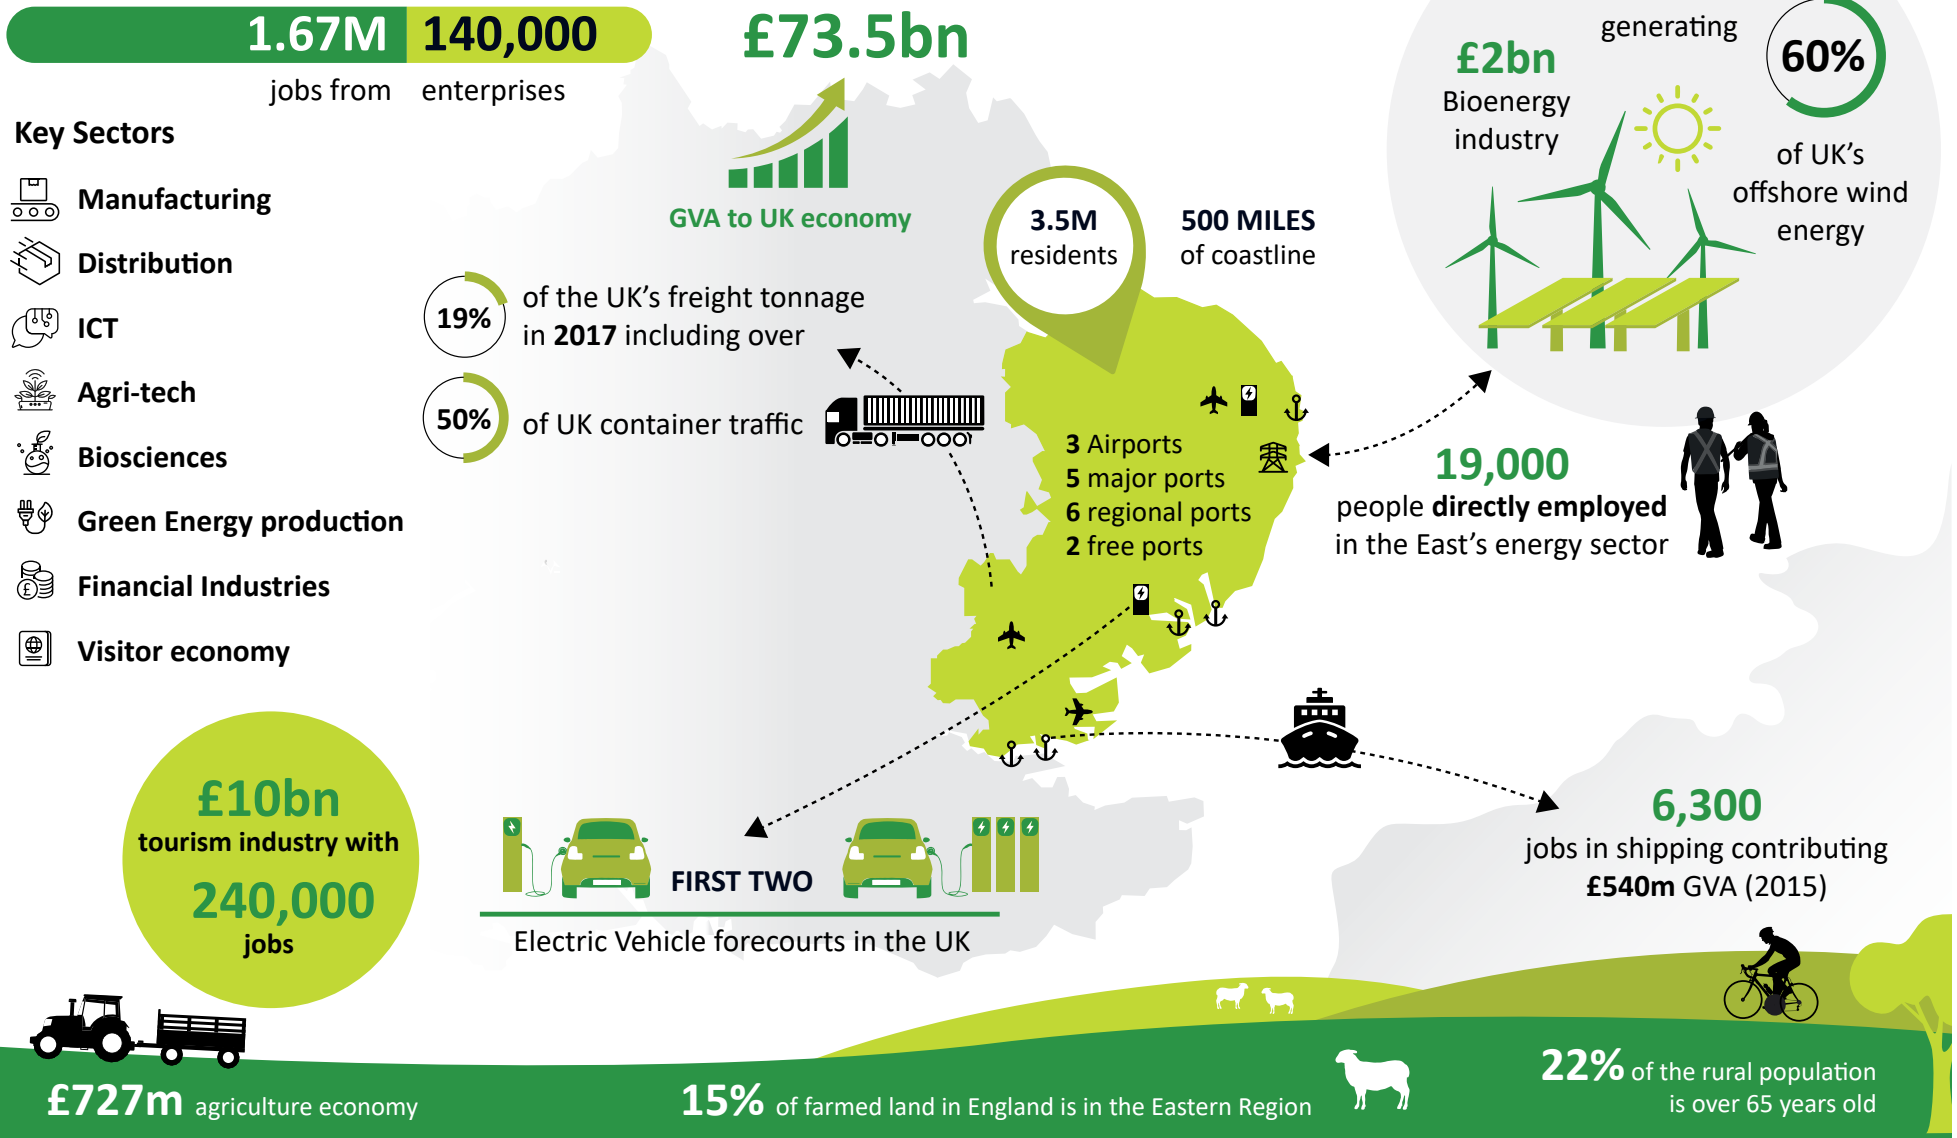 1.67M 140,000
jobs from enterprises
Key Sectors
Manufacturing
Distribution
ICT
Agri-tech
Biosciences
Green Energy production
Financial Industries
Visitor economy
£73.5bn
GVA to UK economy
19%
of the UK's freight tonnage
in 2017 including over
50%
of UK container traffic
3.5M
residents
500 MILES
of coastline
3 Airports
5 major ports
6 regional ports
2 free ports
generating
£2bn
Bioenergy
industry
60%
of UK's
offshore wind
energy
19,000
people directly employed
in the East's energy sector
£10bn
tourism industry with
240,000
jobs
FIRST TWO
Electric Vehicle forecourts in the UK
6,300
jobs in shipping contributing
£540m GVA (2015)
£727m agriculture economy
15% of farmed land in England is in the Eastern Region
22% of the rural population
is over 65 years old